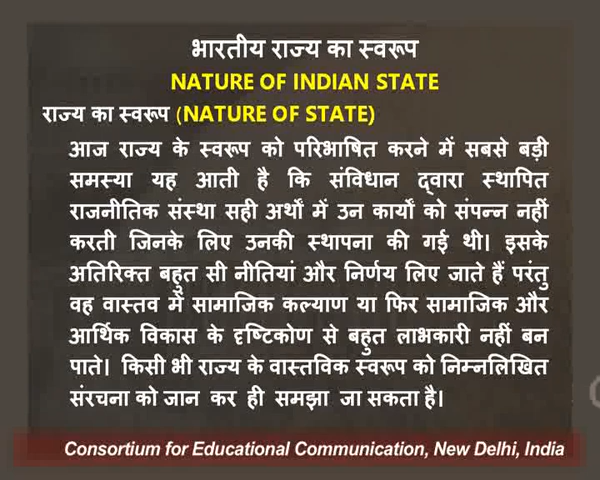 भारतीय राज्य का स्वरूप
NATURE OF INDIAN STATE
राज्य का स्वरूप (NATURE OF STATE)
आज राज्य के स्वरूप को परिभाषित करने में सबसे बड़ी
समस्या यह आती है कि संविधान द्वारा स्थापित
राजनीतिक संस्था सही अर्थों में उन कार्यों को संपन्न नहीं
करती जिनके लिए उनकी स्थापना की गई थी। इसके
अतिरिक्त बहुत सी नीतियां और निर्णय लिए जाते हैं परंतु
वह वास्तव में सामाजिक कल्याण या फिर सामाजिक और
आर्थिक विकास के दृष्टिकोण से बहुत लाभकारी नहीं बन
पाते। किसी भी राज्य के वास्तविक स्वरूप को निम्नलिखित
संरचना को जान कर ही समझा जा सकता है।
Consortium for Educational Communication, New Delhi, India